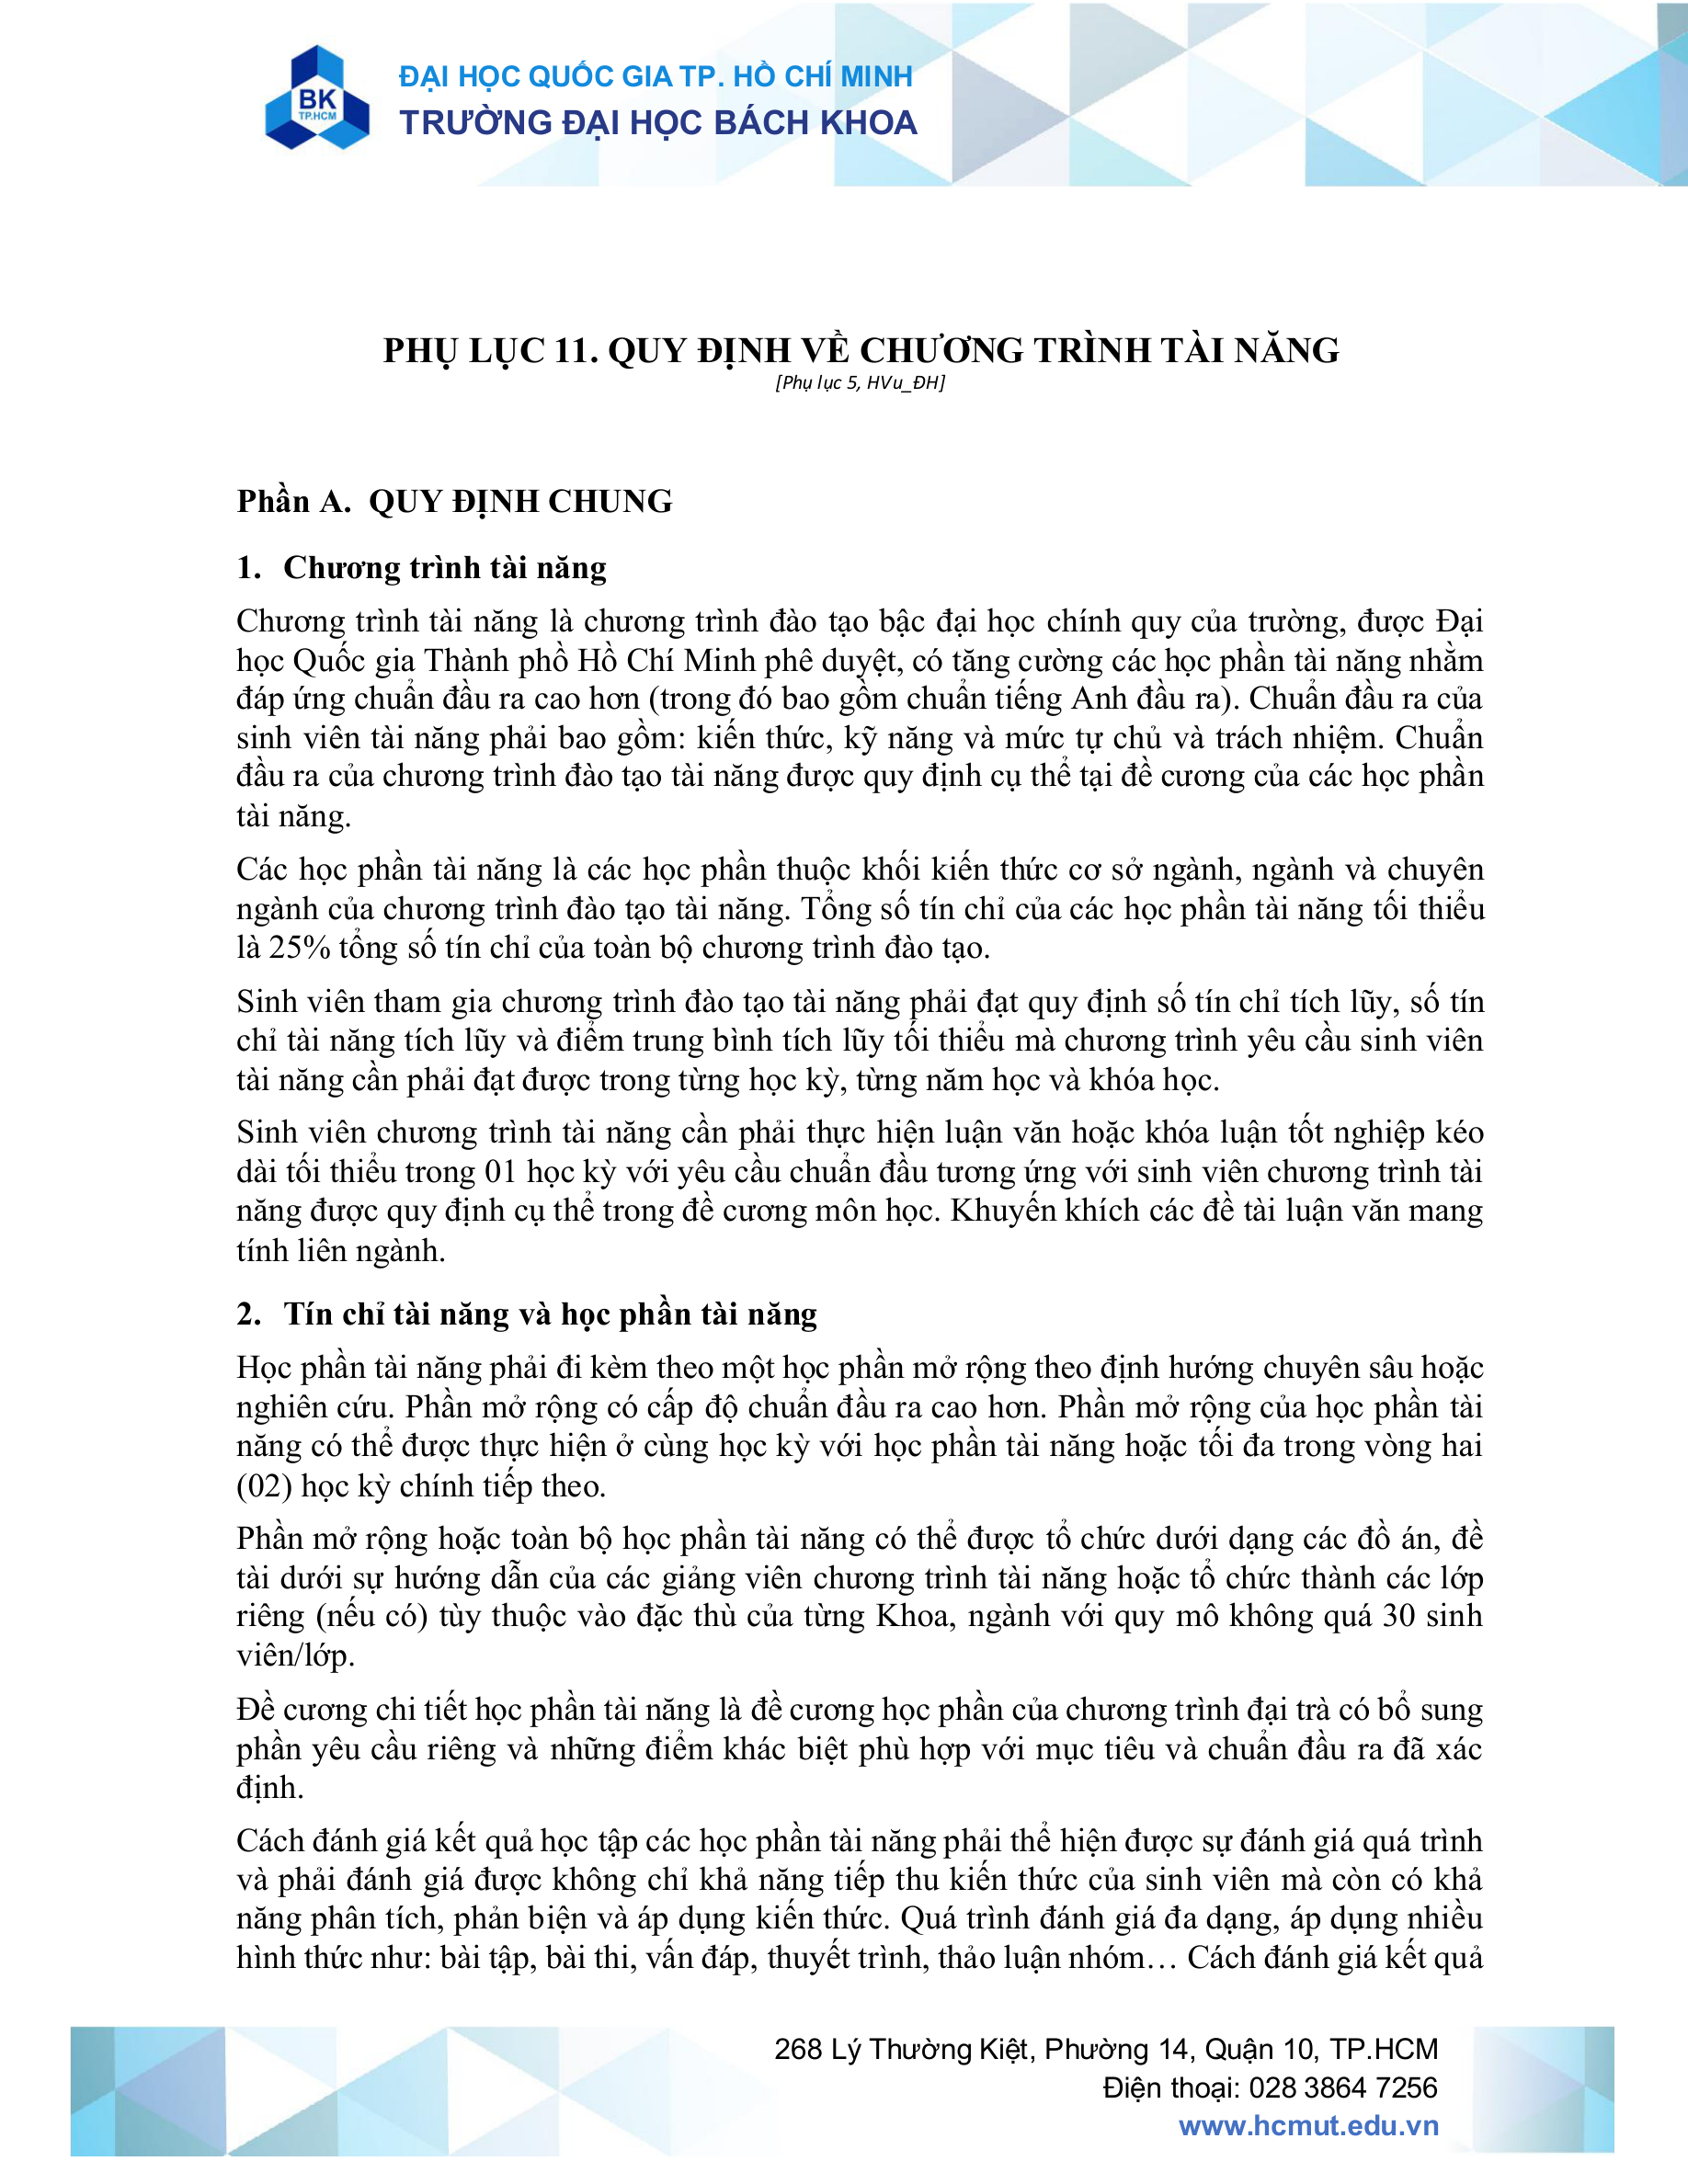 BK
TP.HCM
ĐẠI HỌC QUỐC GIA TP. HỒ CHÍ MINH
TRƯỜNG ĐẠI HỌC BÁCH KHOA
PHỤ LỤC 11. QUY ĐỊNH VỀ CHƯƠNG TRÌNH TÀI NĂNG
[Phụ lục 5, HVu_ĐH]
Phần A. QUY ĐỊNH CHUNG
1. Chương trình tài năng
Chương trình tài năng là chương trình đào tạo bậc đại học chính quy của trường, được Đại
học Quốc gia Thành phồ Hồ Chí Minh phê duyệt, có tăng cường các học phần tài năng nhằm
đáp ứng chuẩn đầu ra cao hơn (trong đó bao gồm chuẩn tiếng Anh đầu ra). Chuẩn đầu ra của
sinh viên tài năng phải bao gồm: kiến thức, kỹ năng và mức tự chủ và trách nhiệm. Chuẩn
đầu ra của chương trình đào tạo tài năng được quy định cụ thể tại đề cương của các học phần
tài năng.
Các học phần tài năng là các học phần thuộc khối kiến thức cơ sở ngành, ngành và chuyên
ngành của chương trình đào tạo tài năng. Tổng số tín chỉ của các học phần tài năng tối thiểu
là 25% tổng số tín chỉ của toàn bộ chương trình đào tạo.
Sinh viên tham gia chương trình đào tạo tài năng phải đạt quy định số tín chỉ tích lũy, số tín
chỉ tài năng tích lũy và điểm trung bình tích lũy tối thiểu mà chương trình yêu cầu sinh viên
tài năng cần phải đạt được trong từng học kỳ, từng năm học và khóa học.
Sinh viên chương trình tài năng cần phải thực hiện luận văn hoặc khóa luận tốt nghiệp kéo
dài tối thiểu trong 01 học kỳ với yêu cầu chuẩn đầu tương ứng với sinh viên chương trình tài
năng được quy định cụ thể trong đề cương môn học. Khuyến khích các đề tài luận văn mang
tính liên ngành.
2. Tín chỉ tài năng và học phần tài năng
Học phần tài năng phải đi kèm theo một học phần mở rộng theo định hướng chuyên sâu hoặc
nghiên cứu. Phần mở rộng có cấp độ chuẩn đầu ra cao hơn. Phần mở rộng của học phần tài
năng có thể được thực hiện ở cùng học kỳ với học phần tài năng hoặc tối đa trong vòng hai
(02) học kỳ chính tiếp theo.
Phần mở rộng hoặc toàn bộ học phần tài năng có thể được tổ chức dưới dạng các đồ án, đề
tài dưới sự hướng dẫn của các giảng viên chương trình tài năng hoặc tổ chức thành các lớp
riêng (nếu có) tùy thuộc vào đặc thù của từng Khoa, ngành với quy mô không quá 30 sinh
viên/lớp.
Đề cương chi tiết học phần tài năng là đề cương học phần của chương trình đại trà có bổ sung
phần yêu cầu riêng và những điểm khác biệt phù hợp với mục tiêu và chuẩn đầu ra đã xác
định.
Cách đánh giá kết quả học tập các học phần tài năng phải thể hiện được sự đánh giá quá trình
và phải đánh giá được không chỉ khả năng tiếp thu kiến thức của sinh viên mà còn có khả
năng phân tích, phản biện và áp dụng kiến thức. Quá trình đánh giá đa dạng, áp dụng nhiều
hình thức như: bài tập, bài thi, vấn đáp, thuyết trình, thảo luận nhóm… Cách đánh giá kết quả
268 Lý Thường Kiệt, Phường 14, Quận 10, TP.HCM
Điện thoại: 028 3864 7256
www.hcmut.edu.vn